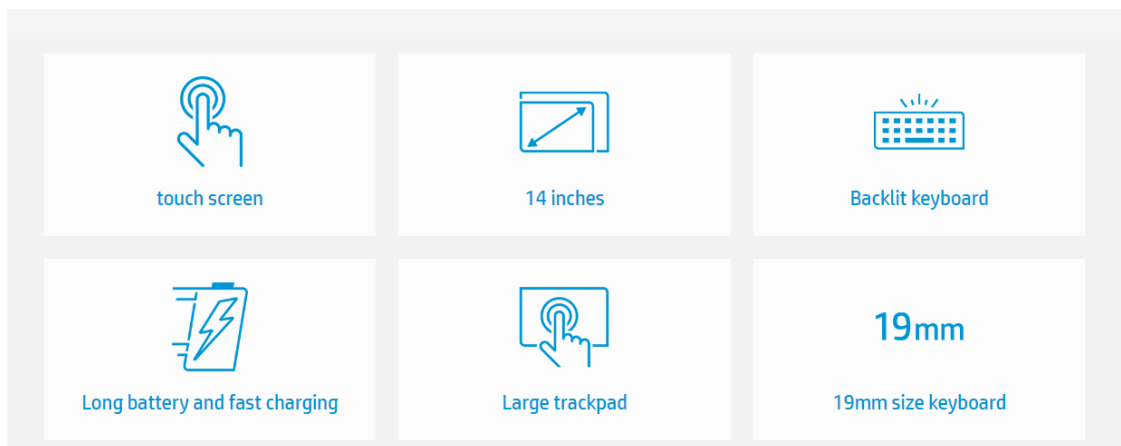 touch screen
14 inches
Backlit keyboard
Long battery and fast charging
Large trackpad
19mm
19mm size keyboard